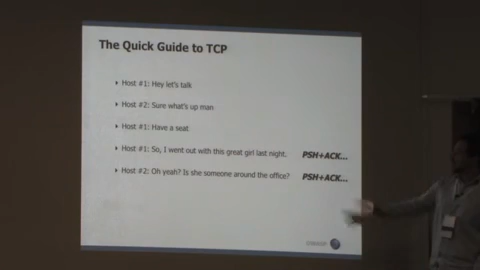 The Quick Guide to TCP
Host #1: Hey let's talk
Host #2: Sure what's up man
Host #1: Have a seat
Host #1: So, I went out with this great girl last night. PSH+ACK...
Host #2: Oh yeah? Is she someone around the office? PSH+ACK...